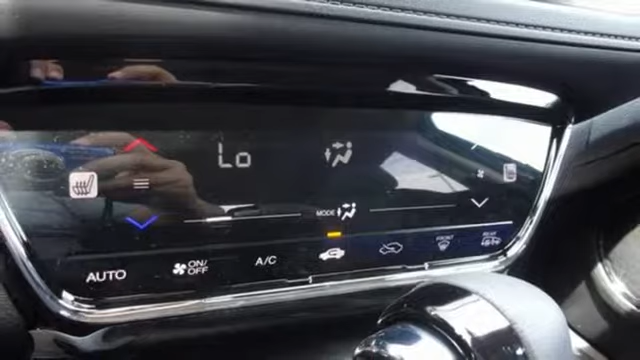 Lo
MODE
AUTO
ON/
OFF
A/C
FRONT
REAR